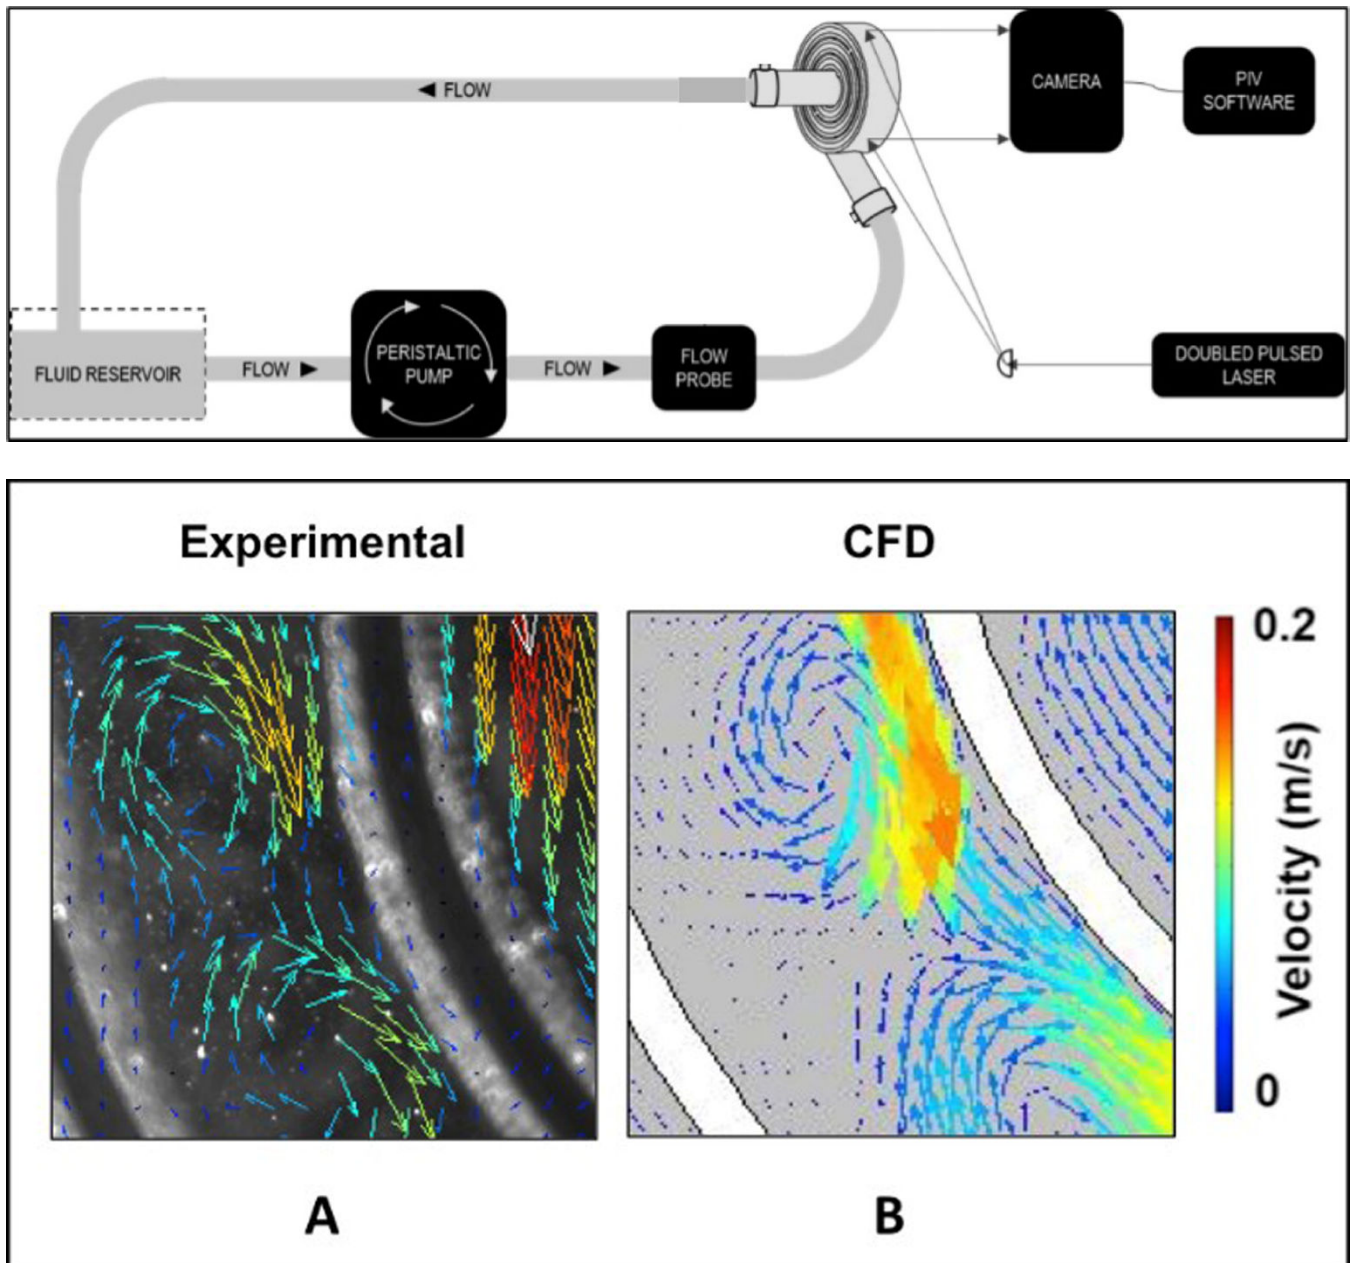 ◄ FLOW
CAMERA
PIV
SOFTWARE
FLUID RESERVOIR
FLOW ►
PERISTALTIC
PUMP
FLOW ►
FLOW
PROBE
DOUBLED PULSED
LASER
Experimental
CFD
0.2
Velocity (m/s)
0
A
B